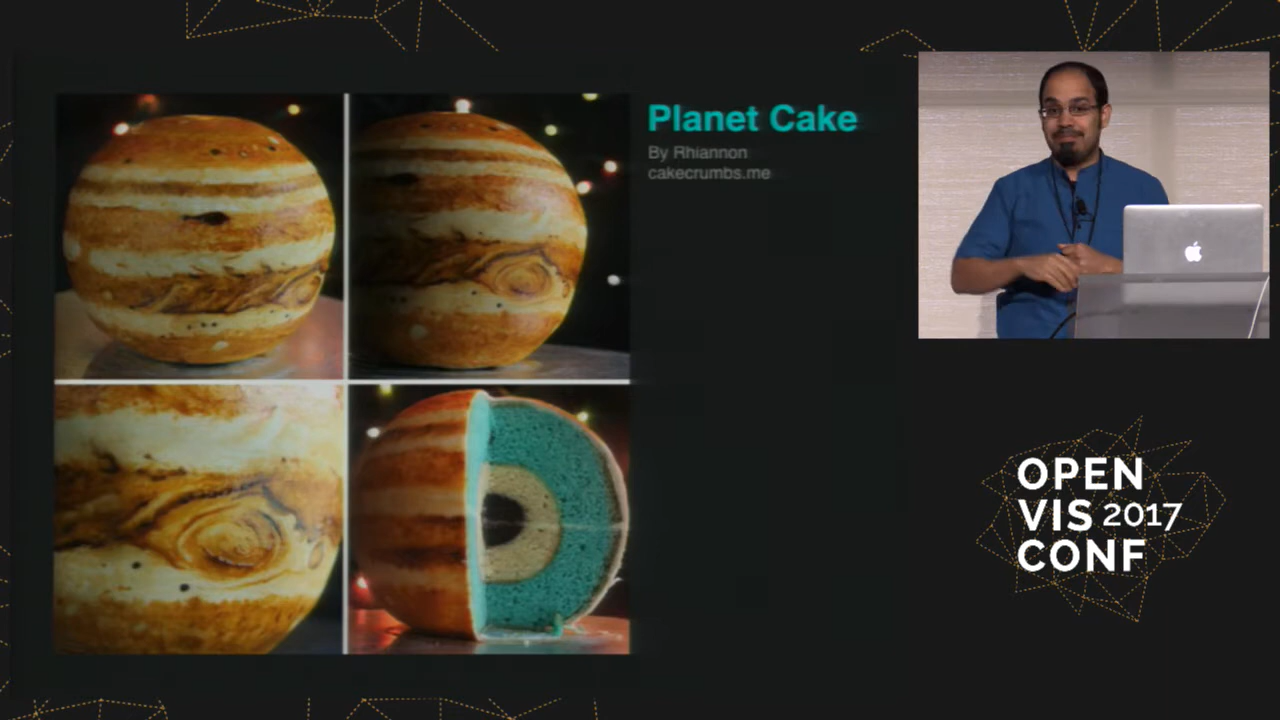 Planet Cake
By Rhiannon
cakecrumbs.me
OPEN
VIS 2017
CONF